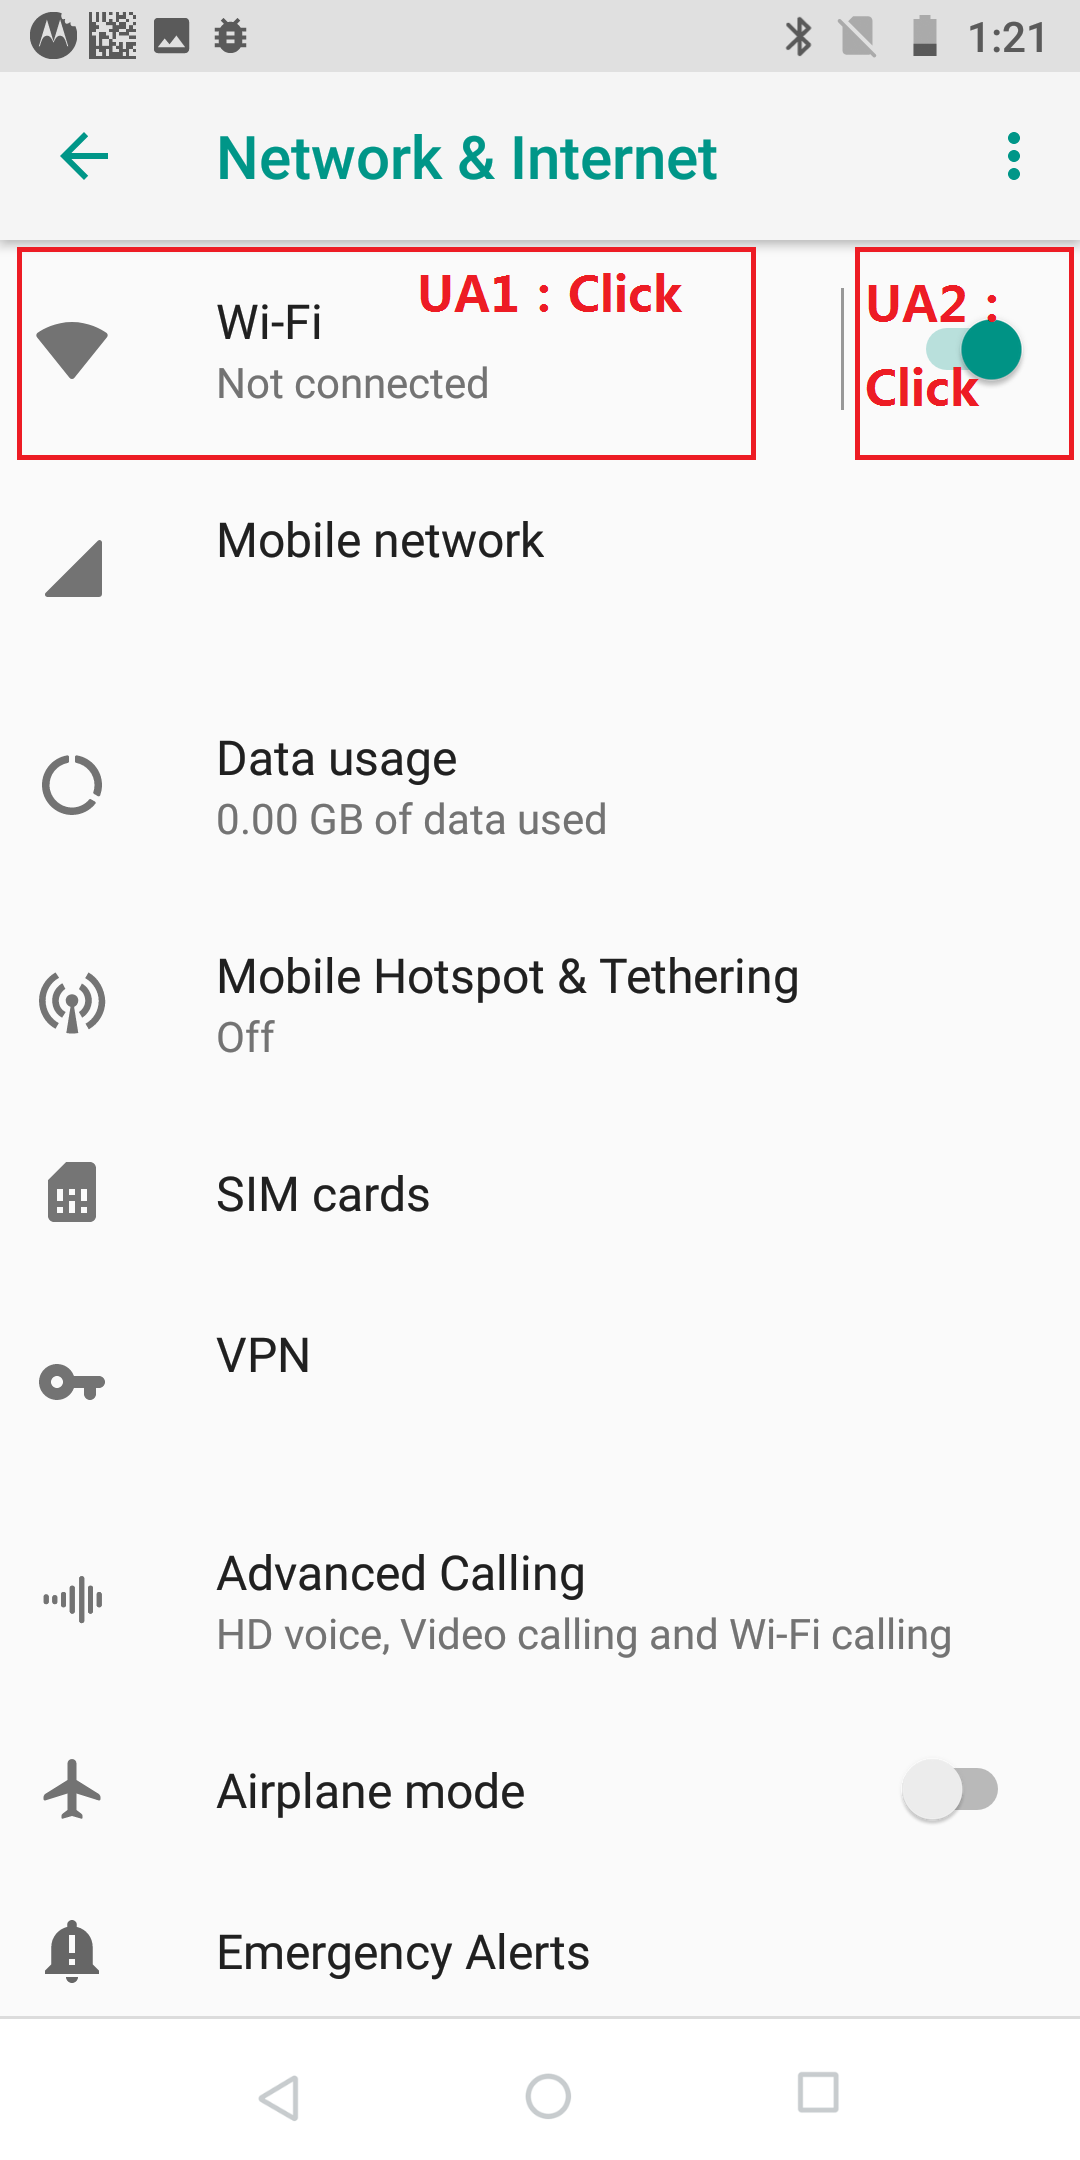 1:21
Network & Internet
UA1：Click
Wi-Fi
Not connected
UA2：
Click
Mobile network
Data usage
0.00 GB of data used
Mobile Hotspot & Tethering
Off
SIM cards
VPN
Advanced Calling
HD voice, Video calling and Wi-Fi calling
Airplane mode
Emergency Alerts